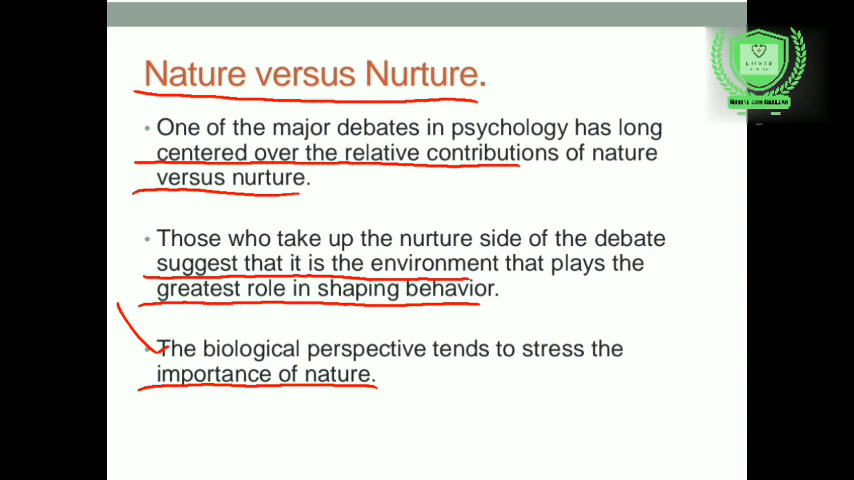 Nature versus Nurture.
• One of the major debates in psychology has long
centered over the relative contributions of nature
versus nurture.
• Those who take up the nurture side of the debate
suggest that it is the environment that plays the
greatest role in shaping behavior.
• The biological perspective tends to stress the
importance of nature.